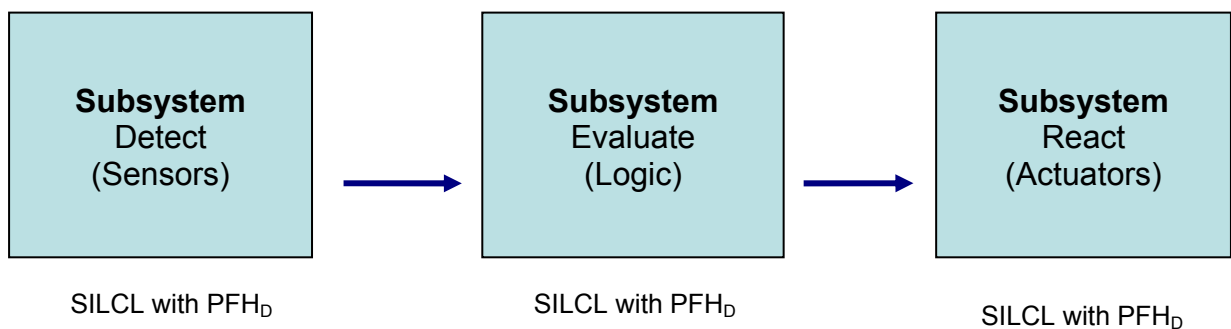 Subsystem
Detect
(Sensors)
Subsystem
Evaluate
(Logic)
Subsystem
React
(Actuators)
SILCL with PFHD
SILCL with PFHD
SILCL with PFHD